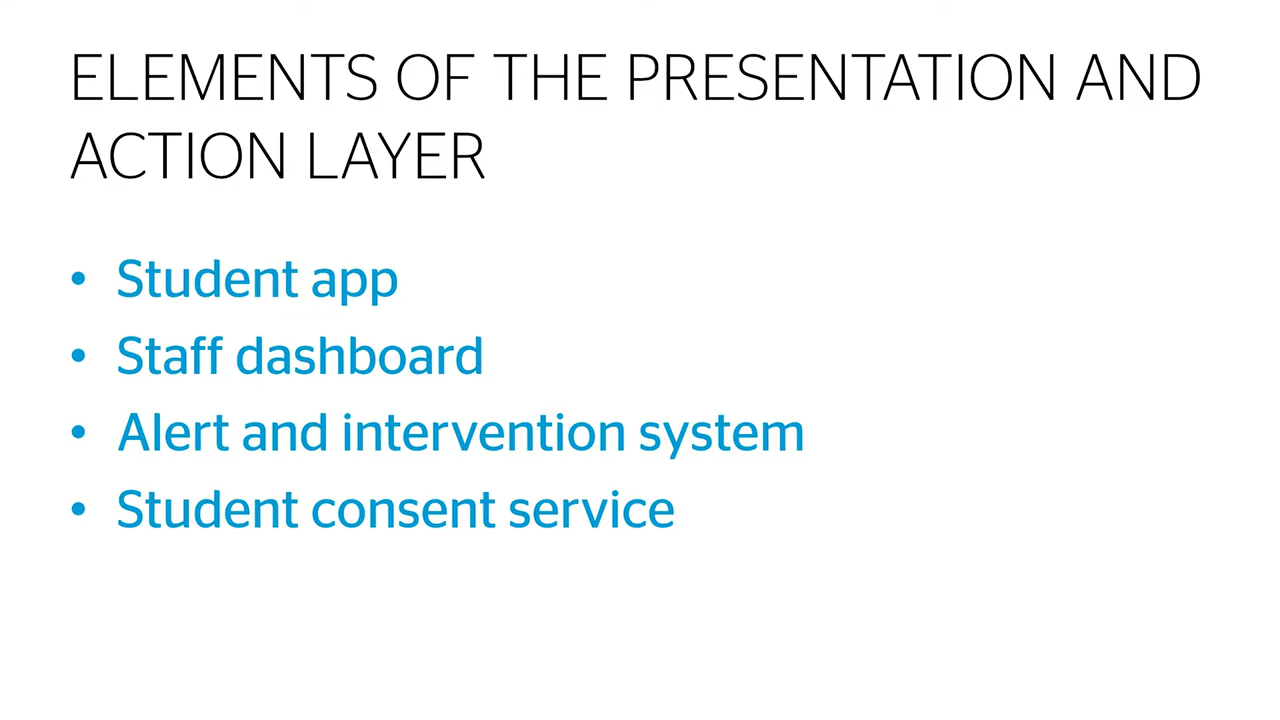 ELEMENTS OF THE PRESENTATION AND
ACTION LAYER
• Student app
• Staff dashboard
• Alert and intervention system
• Student consent service